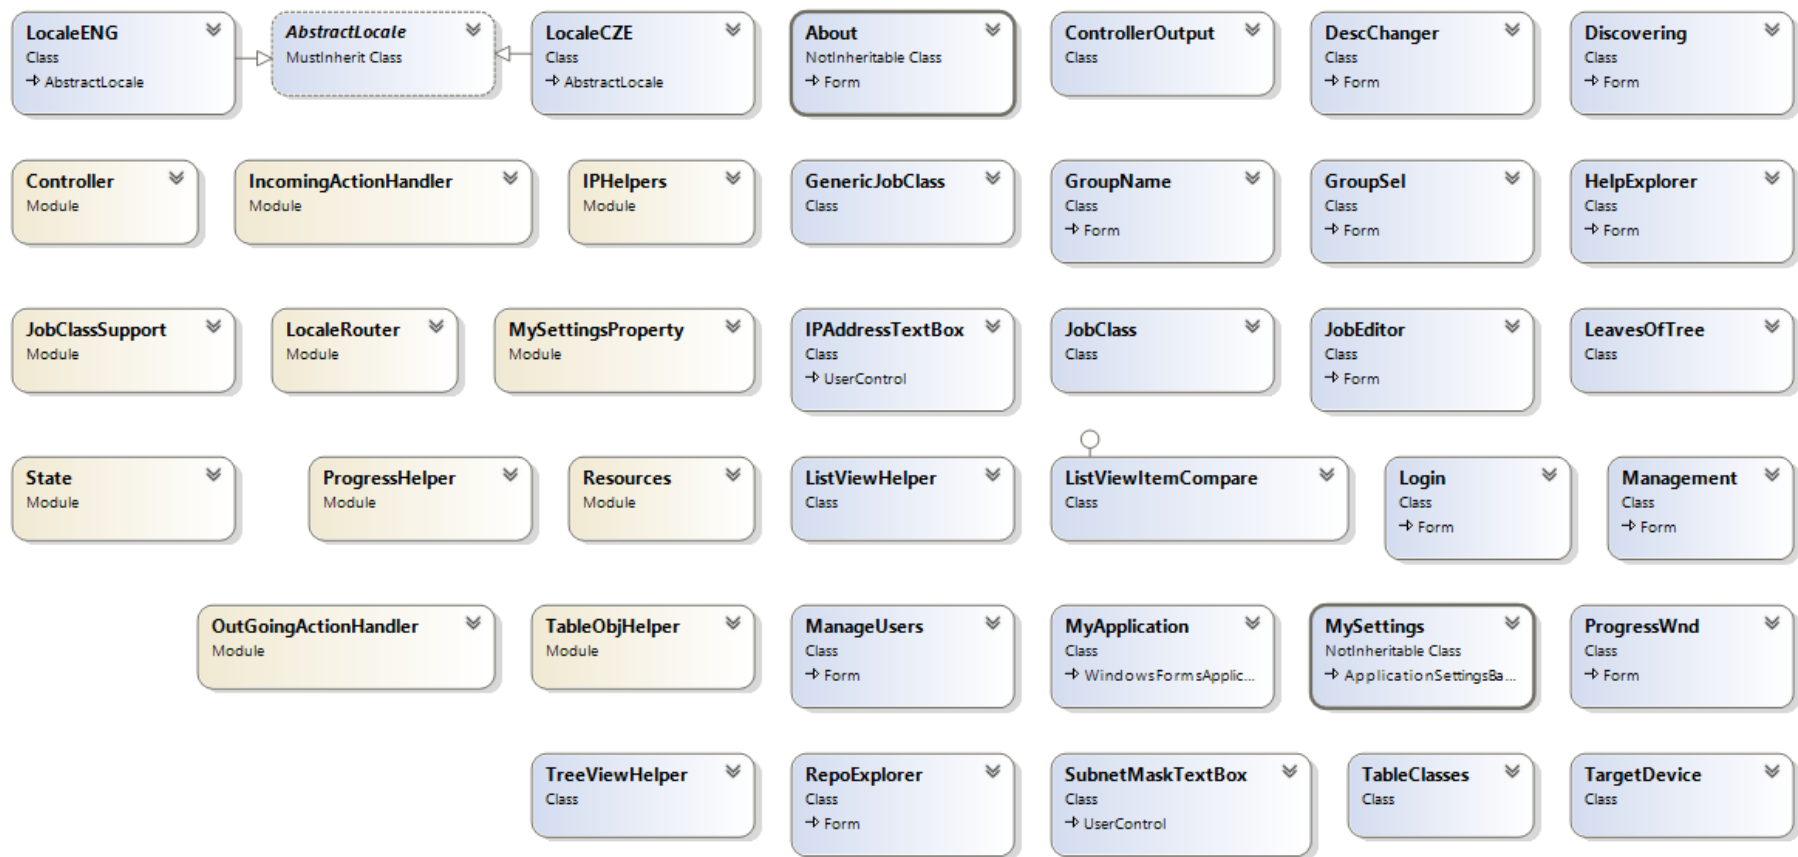 LocaleENG
Class
AbstractLocale
AbstractLocale
MustInherit Class
LocaleCZE
Class
AbstractLocale
About
NotInheritable Class
Form
ControllerOutput
Class
DescChanger
Class
Form
Discovering
Class
Form
Controller
Module
IncomingActionHandler
Module
IPHelpers
Module
GenericJobClass
Class
GroupName
Class
Form
GroupSel
Class
Form
HelpExplorer
Class
Form
JobClassSupport
Module
LocaleRouter
Module
MySettingsProperty
Module
IPAddressTextBox
Class
UserControl
JobClass
Class
JobEditor
Class
Form
LeavesOfTree
Class
State
Module
ProgressHelper
Module
Resources
Module
ListViewHelper
Class
ListViewItemCompare
Class
Login
Class
Form
Management
Class
Form
OutGoingActionHandler
Module
TableObjHelper
Module
ManageUsers
Class
Form
MyApplication
Class
WindowsFormsApplic...
MySettings
NotInheritable Class
ApplicationSettingsBa...
ProgressWnd
Class
Form
TreeViewHelper
Class
RepoExplorer
Class
Form
SubnetMaskTextBox
Class
UserControl
TableClasses
Class
TargetDevice
Class